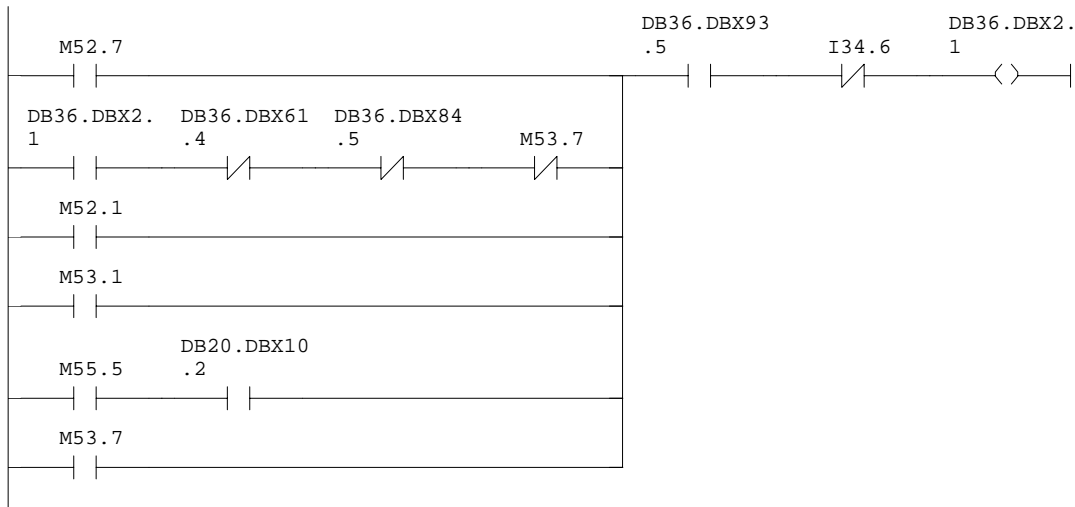 DB36.DBX93 DB36.DBX2.
M52.7 .5 I34.6 1
DB36.DBX2. DB36.DBX61 DB36.DBX84
1 .4 .5 M53.7
M52.1
M53.1
DB20.DBX10
M55.5 .2
M53.7